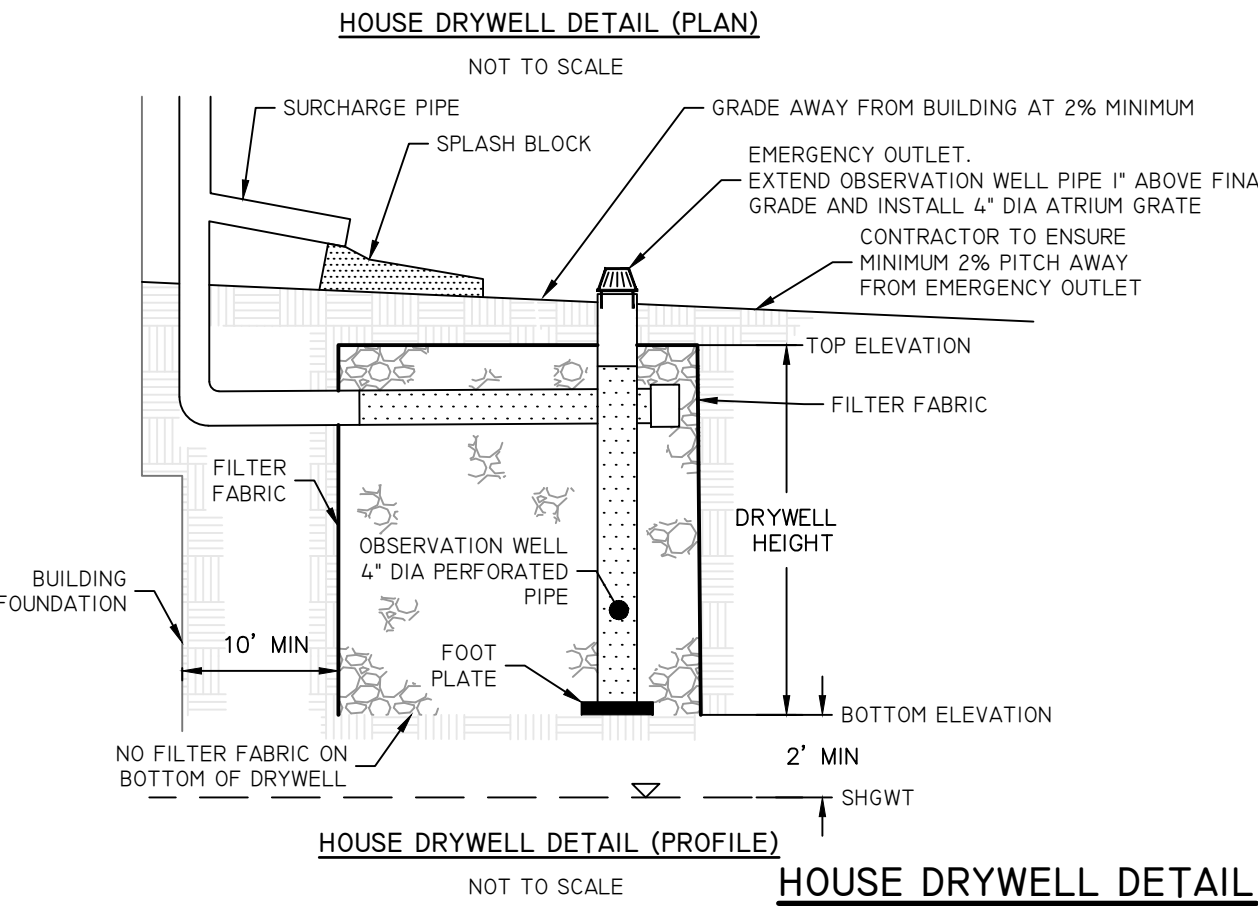 HOUSE DRYWELL DETAIL (PLAN)
NOT TO SCALE
SURCHARGE PIPE
SPLASH BLOCK
GRADE AWAY FROM BUILDING AT 2% MINIMUM
EMERGENCY OUTLET.
EXTEND OBSERVATION WELL PIPE 1" ABOVE FINA
GRADE AND INSTALL 4" DIA ATRIUM GRATE
CONTRACTOR TO ENSURE
MINIMUM 2% PITCH AWAY
FROM EMERGENCY OUTLET
TOP ELEVATION
FILTER FABRIC
FILTER
FABRIC
DRYWELL
HEIGHT
OBSERVATION WELL
4" DIA PERFORATED
PIPE
BUILDING
FOUNDATION
10' MIN
FOOT
PLATE
BOTTOM ELEVATION
NO FILTER FABRIC ON
BOTTOM OF DRYWELL
2' MIN
SHGWT
HOUSE DRYWELL DETAIL (PROFILE)
NOT TO SCALE
HOUSE DRYWELL DETAIL